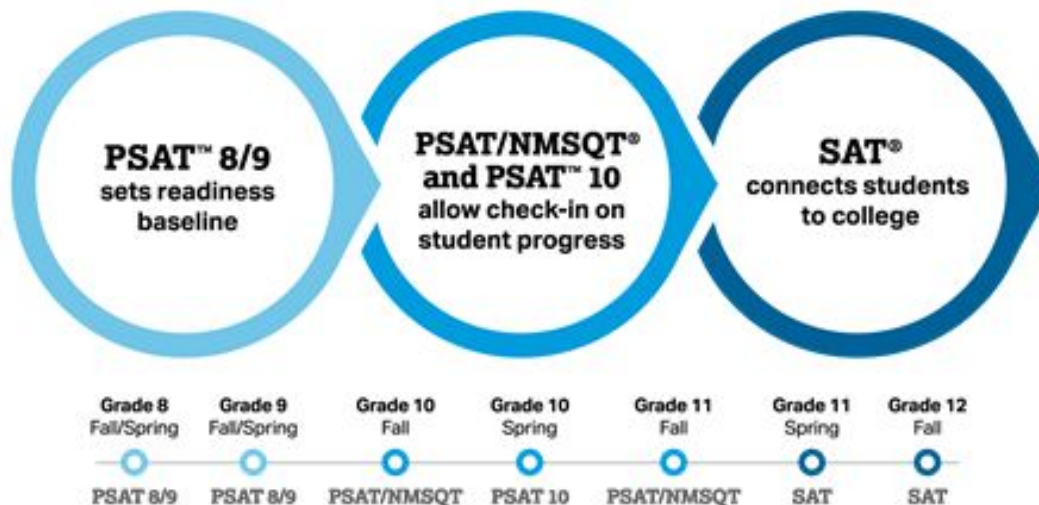 PSAT™ 8/9
sets readiness
baseline
PSAT/NMSQT®
and PSAT™ 10
allow check-in on
student progress
SAT®
connects students
to college
Grade 8
Fall/Spring
Grade 9
Fall/Spring
Grade 10
Fall
Grade 10
Spring
Grade 11
Fall
Grade 11
Spring
Grade 12
Fall
PSAT 8/9
PSAT 8/9
PSAT/NMSQT
PSAT 10
PSAT/NMSQT
SAT
SAT